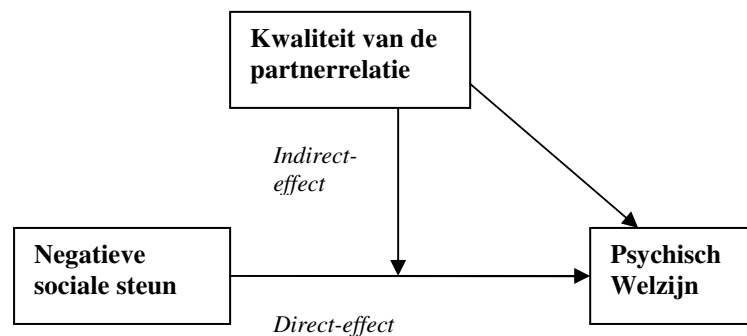 Kwaliteit van de
partnerrelatie
Indirect-
effect
Negatieve
sociale steun
Psychisch
Welzijn
Direct-effect